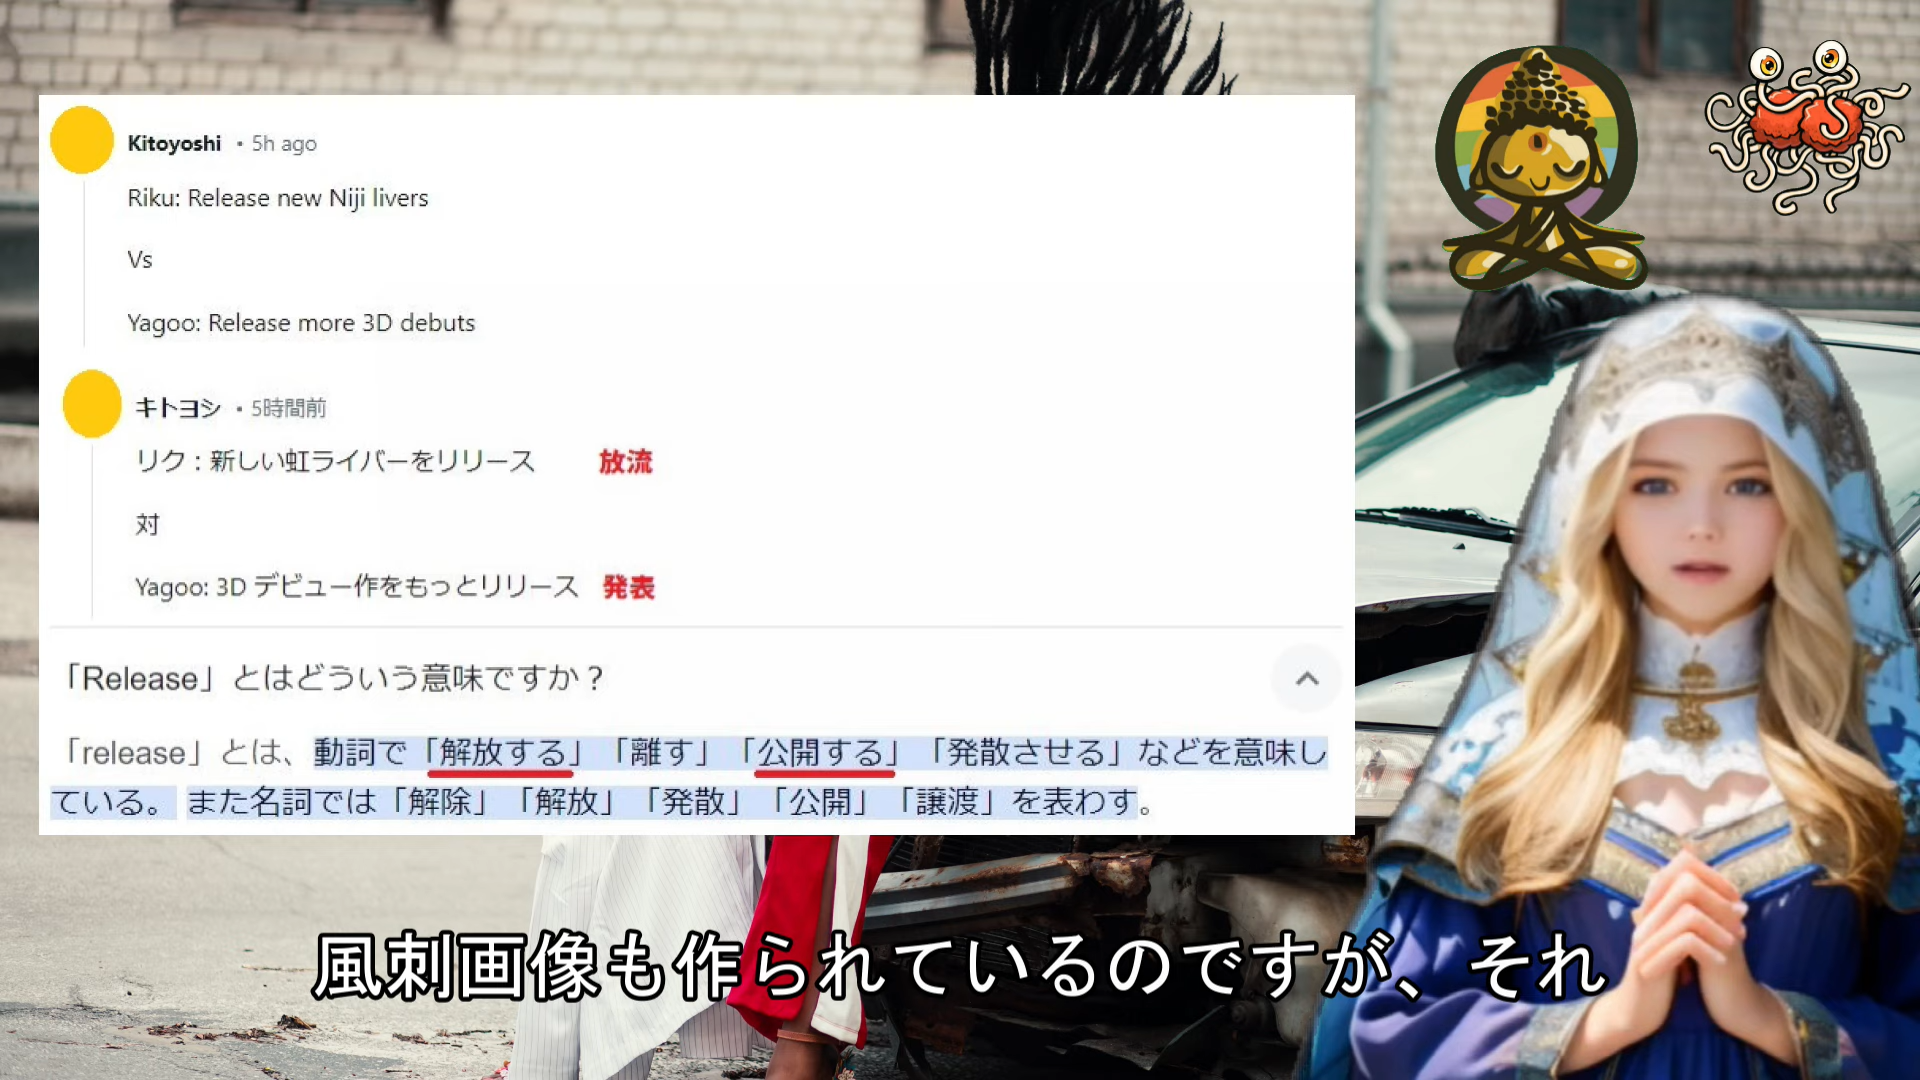 Kitoyoshi • 5h ago
Riku: Release new Niji livers
Vs
Yagoo: Release more 3D debuts
キトヨシ • 5時間前
リク : 新しい虹ライバーをリリース 放流
対
Yagoo: 3D デビュー作をもっとリリース 発表
「Release」とはどういう意味ですか？
「release」とは、動詞で「解放する」「離す」「公開する」「発散させる」などを意味し
ている。 また名詞では「解除」「解放」「発散」「公開」「譲渡」を表わす。
風刺画像も作られているのですが、それ